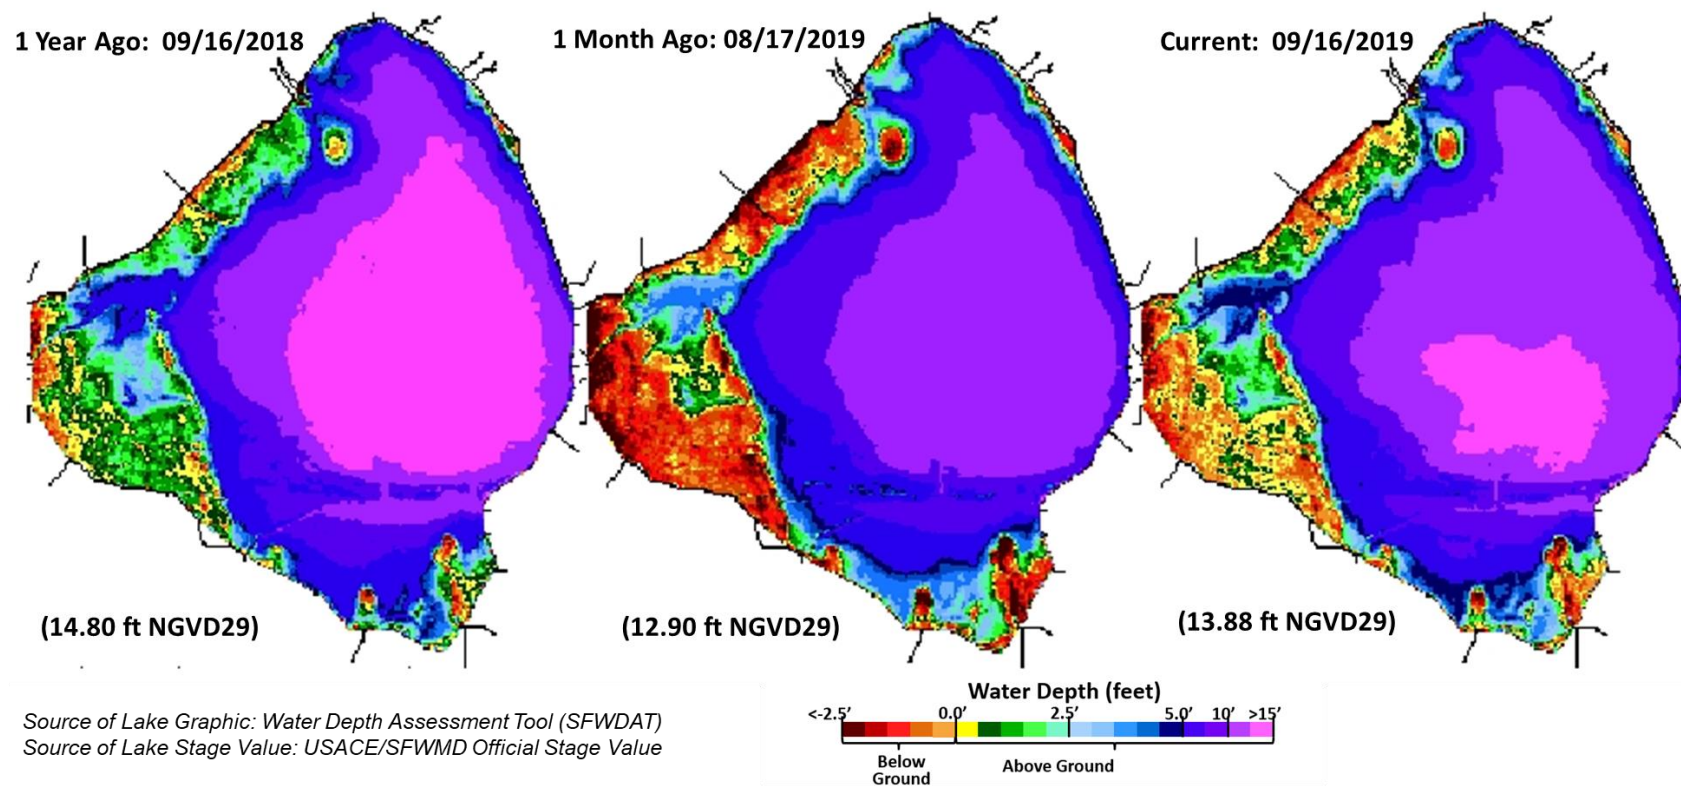 1 Year Ago:  09/16/2018
1 Month Ago: 08/17/2019
Current:  09/16/2019
(14.80 ft NGVD29)
(12.90 ft NGVD29)
(13.88 ft NGVD29)
Source of Lake Graphic: Water Depth Assessment Tool (SFWDAT)
Source of Lake Stage Value: USACE/SFWMD Official Stage Value
Water Depth (feet)
<-2.5' 0.0' 2.5' 5.0' 10' >15'
Below
Ground
Above Ground